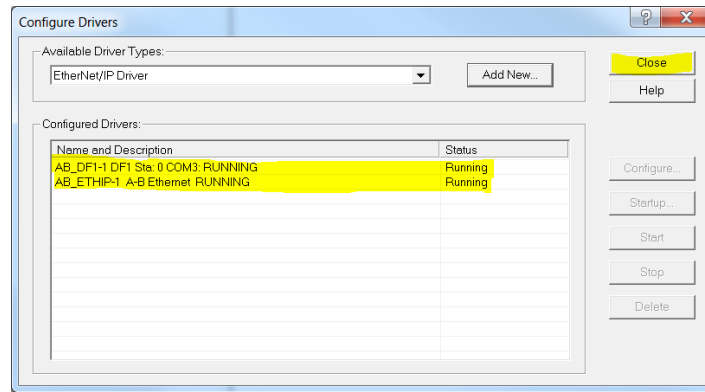 Configure Drivers
Available Driver Types:
EtherNet/IP Driver
Add New...
Close
Help
Configured Drivers:
Name and Description Status
AB_DF1-1 DF1 Sta: 0 COM3: RUNNING Running
AB_ETHIP-1 A-B Ethernet RUNNING Running
Configure...
Startup...
Start
Stop
Delete